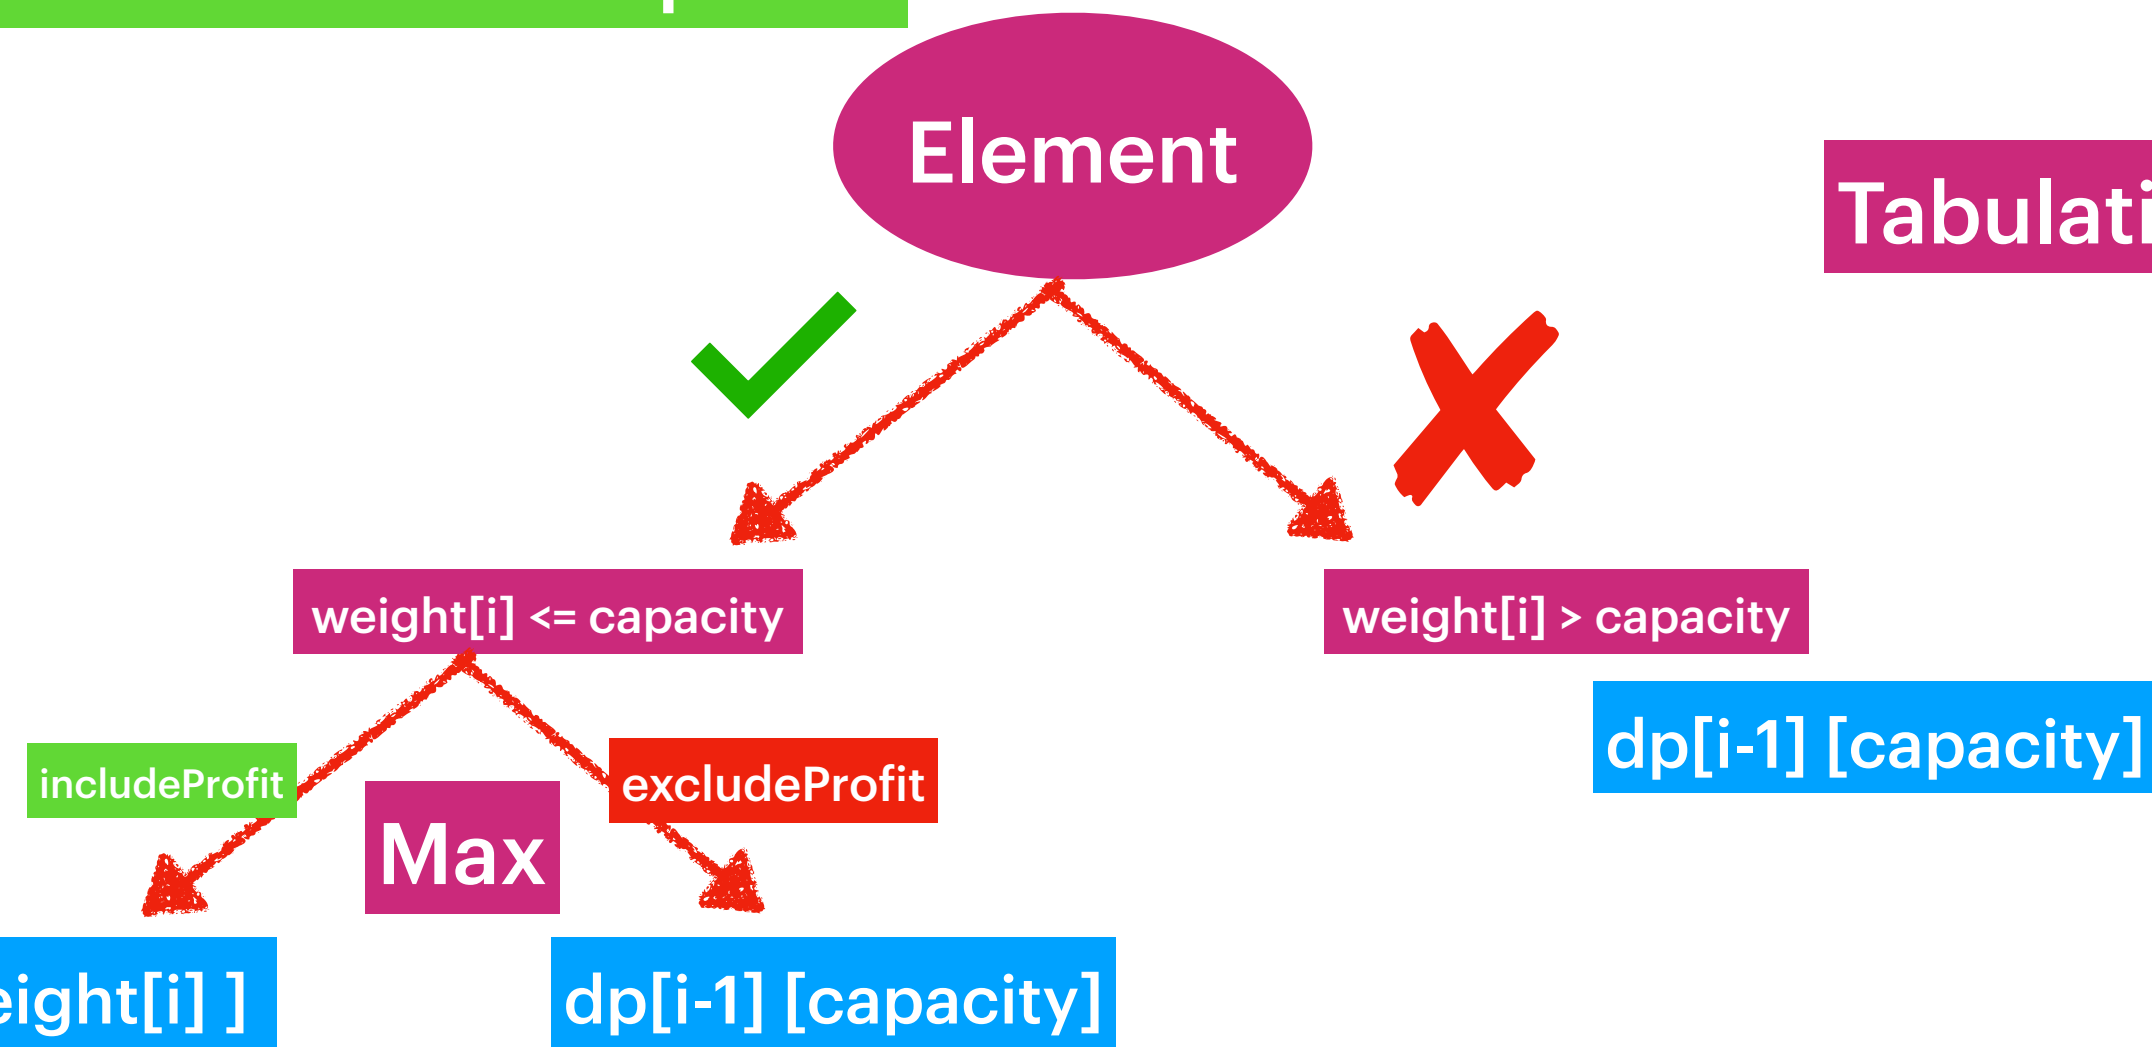 Element
Tabulati
weight[i] <= capacity
weight[i] > capacity
dp[i-1] [capacity]
includeProfit
excludeProfit
Max
eight[i] ]
dp[i-1] [capacity]